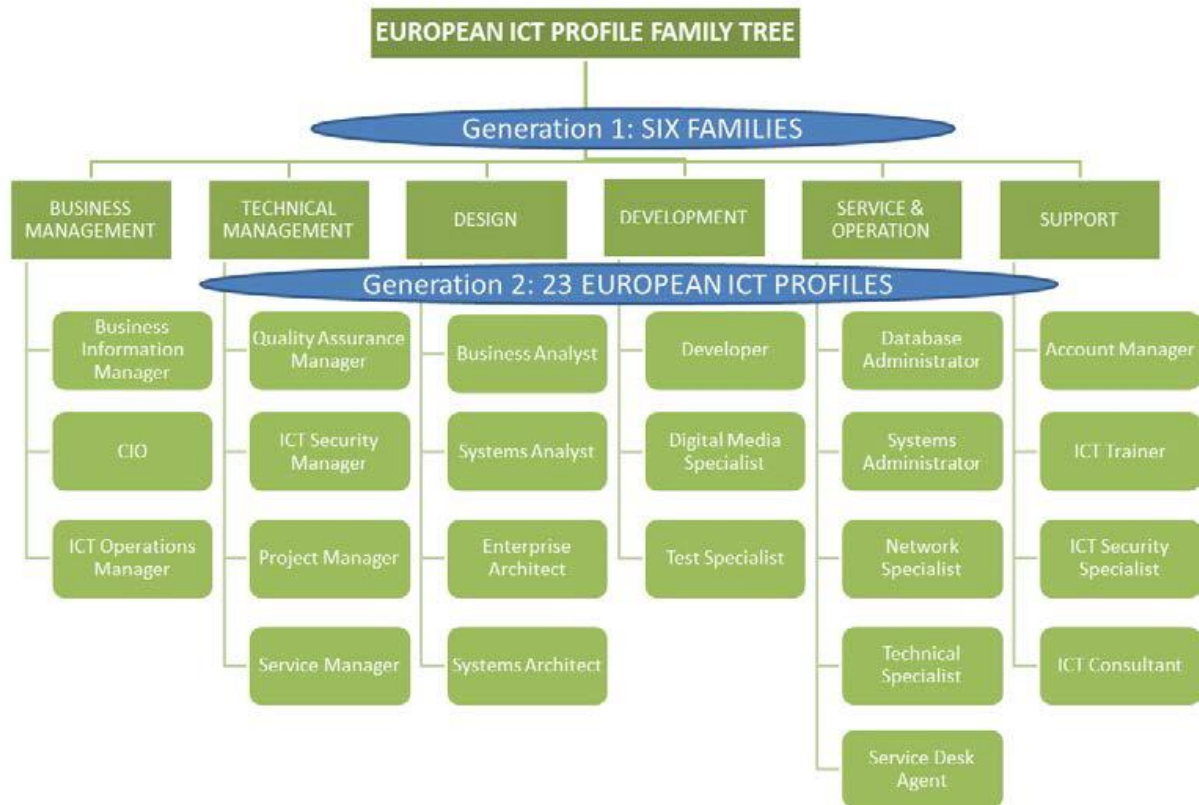 EUROPEAN ICT PROFILE FAMILY TREE
Generation 1: SIX FAMILIES
BUSINESS
MANAGEMENT
TECHNICAL
MANAGEMENT
DESIGN
DEVELOPMENT
SERVICE &
OPERATION
SUPPORT
Generation 2: 23 EUROPEAN ICT PROFILES
Business
Information
Manager
CIO
ICT Operations
Manager
Quality Assurance
Manager
ICT Security
Manager
Project Manager
Service Manager
Business Analyst
Systems Analyst
Enterprise
Architect
Systems Architect
Developer
Digital Media
Specialist
Test Specialist
Database
Administrator
Systems
Administrator
Network
Specialist
Technical
Specialist
Service Desk
Agent
Account Manager
ICT Trainer
ICT Security
Specialist
ICT Consultant